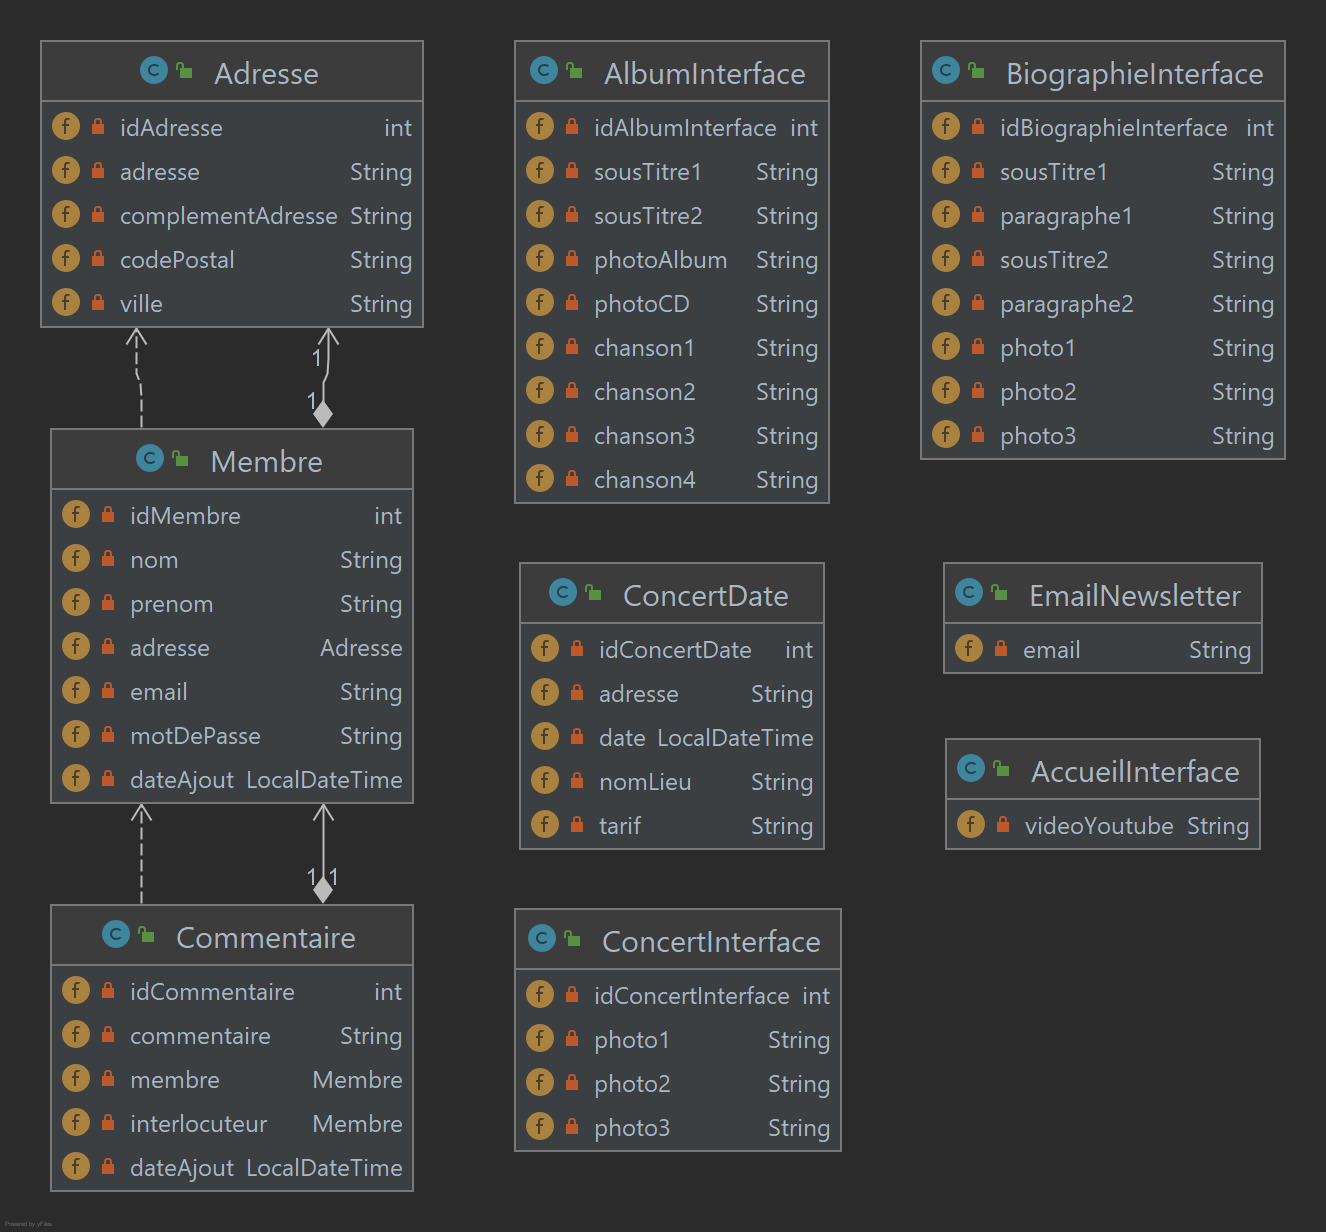 Adresse
idAdresse int
adresse String
complementAdresse String
codePostal String
ville String
1
1
Membre
idMembre int
nom String
prenom String
adresse Adresse
email String
motDePasse String
dateAjout LocalDateTime
1 1
Commentaire
idCommentaire int
commentaire String
membre Membre
interlocuteur Membre
dateAjout LocalDateTime
AlbumInterface
idAlbumInterface int
sousTitre1 String
sousTitre2 String
photoAlbum String
photoCD String
chanson1 String
chanson2 String
chanson3 String
chanson4 String
ConcertDate
idConcertDate int
adresse String
date LocalDateTime
nomLieu String
tarif String
ConcertInterface
idConcertInterface int
photo1 String
photo2 String
photo3 String
BiographieInterface
idBiographieInterface int
sousTitre1 String
paragraphe1 String
sousTitre2 String
paragraphe2 String
photo1 String
photo2 String
photo3 String
EmailNewsletter
email String
AccueilInterface
videoYoutube String
Powered by yFiles